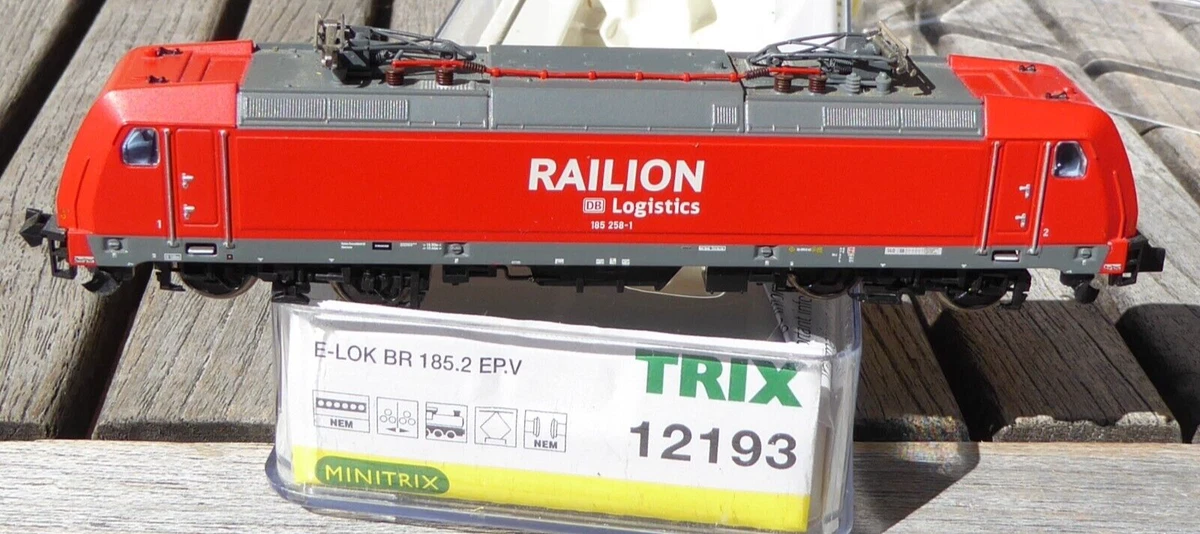 RAILION
DB Logistics
185 258-1
1
2
E-LOK BR 185.2 EP.V
TRIX
NEM
NEM
12193
MINITRIX